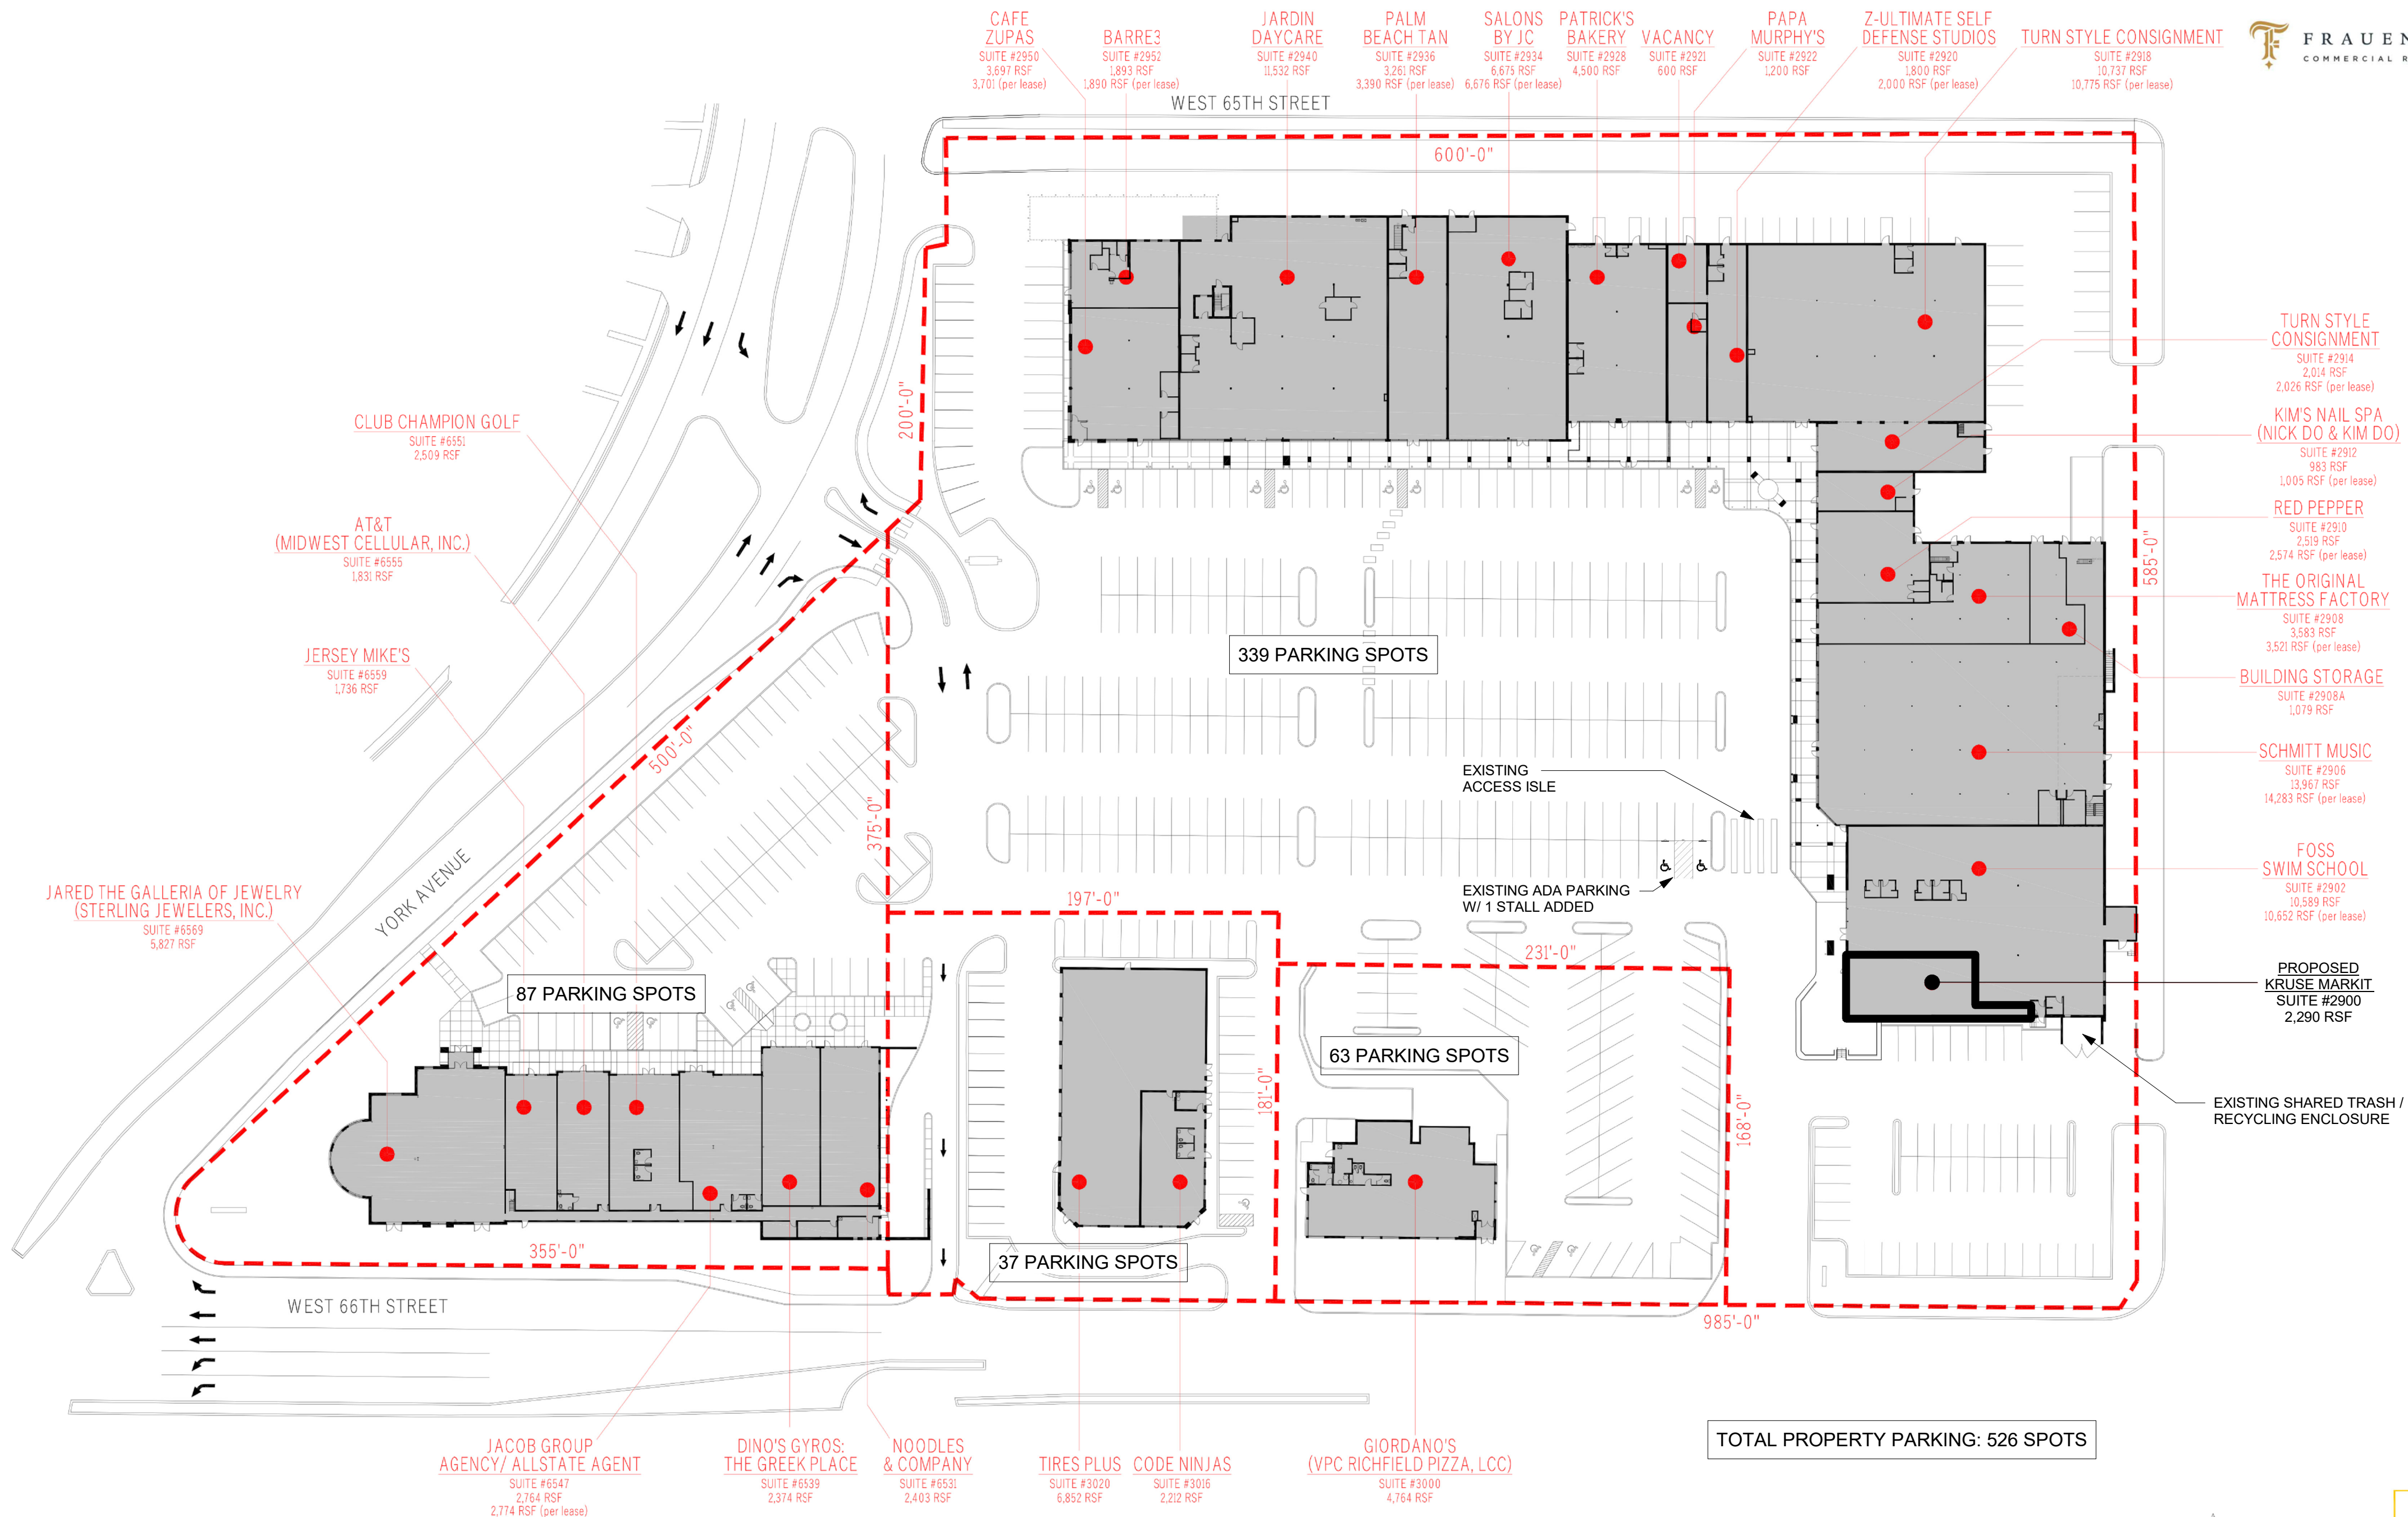 CAFE
ZUPAS
SUITE #2950
3,697 RSF
3,701 (per lease)
BARRE3
SUITE #2952
1,893 RSF
1,890 RSF (per lease)
JARDIN
DAYCARE
SUITE #2940
11,532 RSF
PALM
BEACH TAN
SUITE #2936
3,261 RSF
3,390 RSF (per lease)
SALONS
BY JC
SUITE #2934
6,675 RSF
6,676 RSF (per lease)
PATRICK'S
BAKERY
SUITE #2928
4,500 RSF
VACANCY
SUITE #2921
600 RSF
PAPA
MURPHY'S
SUITE #2922
1,200 RSF
Z-ULTIMATE SELF
DEFENSE STUDIOS
SUITE #2920
1,800 RSF
2,000 RSF (per lease)
TURN STYLE CONSIGNMENT
SUITE #2918
10,737 RSF
10,775 RSF (per lease)
FRAUEN
COMMERCIAL R
WEST 65TH STREET
600'-0"
200'-0"
TURN STYLE
CONSIGNMENT
SUITE #2914
2,014 RSF
2,026 RSF (per lease)
KIM'S NAIL SPA
(NICK DO & KIM DO)
SUITE #2912
983 RSF
1,005 RSF (per lease)
RED PEPPER
SUITE #2910
2,519 RSF
2,574 RSF (per lease)
585'-0"
THE ORIGINAL
MATTRESS FACTORY
SUITE #2908
3,583 RSF
3,521 RSF (per lease)
BUILDING STORAGE
SUITE #2908A
1,079 RSF
SCHMITT MUSIC
SUITE #2906
13,967 RSF
14,283 RSF (per lease)
FOSS
SWIM SCHOOL
SUITE #2902
10,589 RSF
10,652 RSF (per lease)
PROPOSED
KRUSE MARKIT
SUITE #2900
2,290 RSF
EXISTING SHARED TRASH /
RECYCLING ENCLOSURE
CLUB CHAMPION GOLF
SUITE #6551
2,509 RSF
AT&T
(MIDWEST CELLULAR, INC.)
SUITE #6555
1,831 RSF
JERSEY MIKE'S
SUITE #6559
1,736 RSF
JARED THE GALLERIA OF JEWELRY
(STERLING JEWELERS, INC.)
SUITE #6569
5,827 RSF
YORK AVENUE
500'-0"
375'-0"
339 PARKING SPOTS
EXISTING
ACCESS ISLE
EXISTING ADA PARKING
W/ 1 STALL ADDED
197'-0"
231'-0"
87 PARKING SPOTS
63 PARKING SPOTS
181'-0"
168'-0"
355'-0"
37 PARKING SPOTS
WEST 66TH STREET
985'-0"
JACOB GROUP
AGENCY/ ALLSTATE AGENT
SUITE #6547
2,764 RSF
2,774 RSF (per lease)
DINO'S GYROS:
THE GREEK PLACE
SUITE #6539
2,374 RSF
NOODLES
& COMPANY
SUITE #6531
2,403 RSF
TIRES PLUS
SUITE #3020
6,852 RSF
CODE NINJAS
SUITE #3016
2,212 RSF
GIORDANO'S
(VPC RICHFIELD PIZZA, LCC)
SUITE #3000
4,764 RSF
TOTAL PROPERTY PARKING: 526 SPOTS